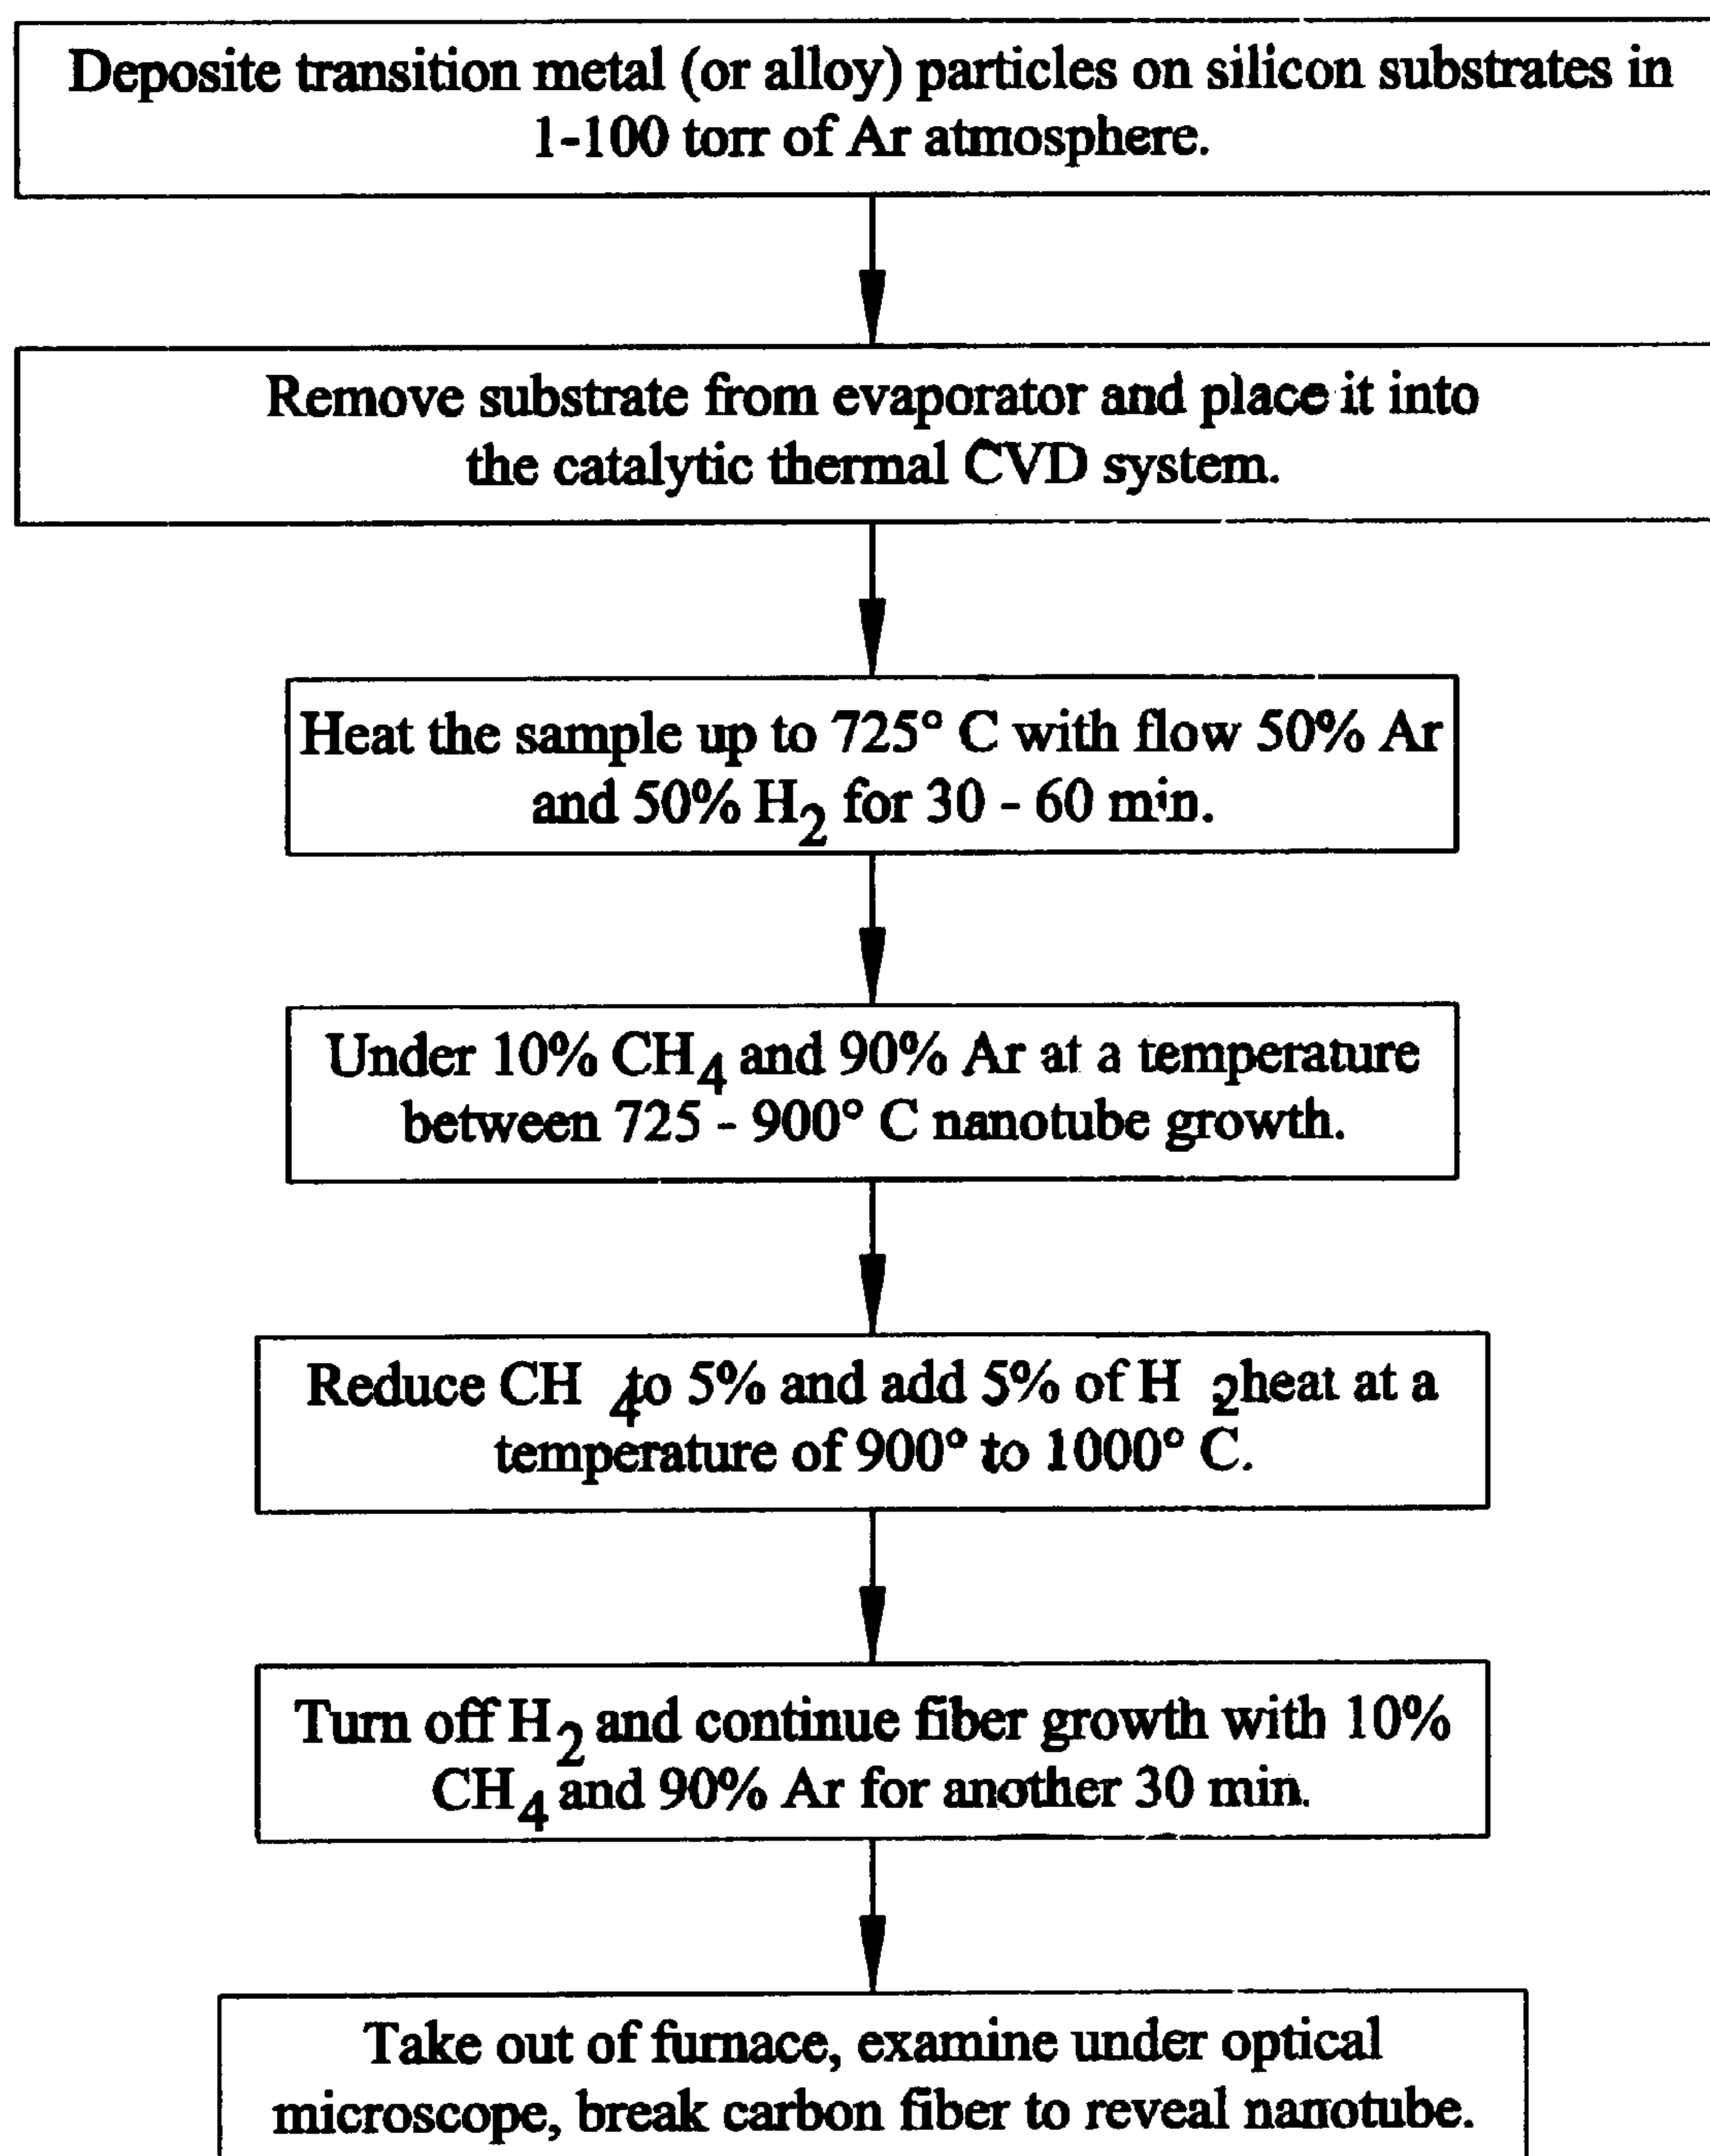 Deposite transition metal (or alloy) particles on silicon substrates in
1-100 torr of Ar atmosphere.
Remove substrate from evaporator and place it into
the catalytic thermal CVD system.
Heat the sample up to 725° C with flow 50% Ar
and 50% H2 for 30 - 60 min.
Under 10% CH4 and 90% Ar at a temperature
between 725 - 900° C nanotube growth.
Reduce CH 4to 5% and add 5% of H 2heat at a
temperature of 900° to 1000° C.
Turn off H2 and continue fiber growth with 10%
CH4 and 90% Ar for another 30 min.
Take out of furnace, examine under optical
microscope, break carbon fiber to reveal nanotube.